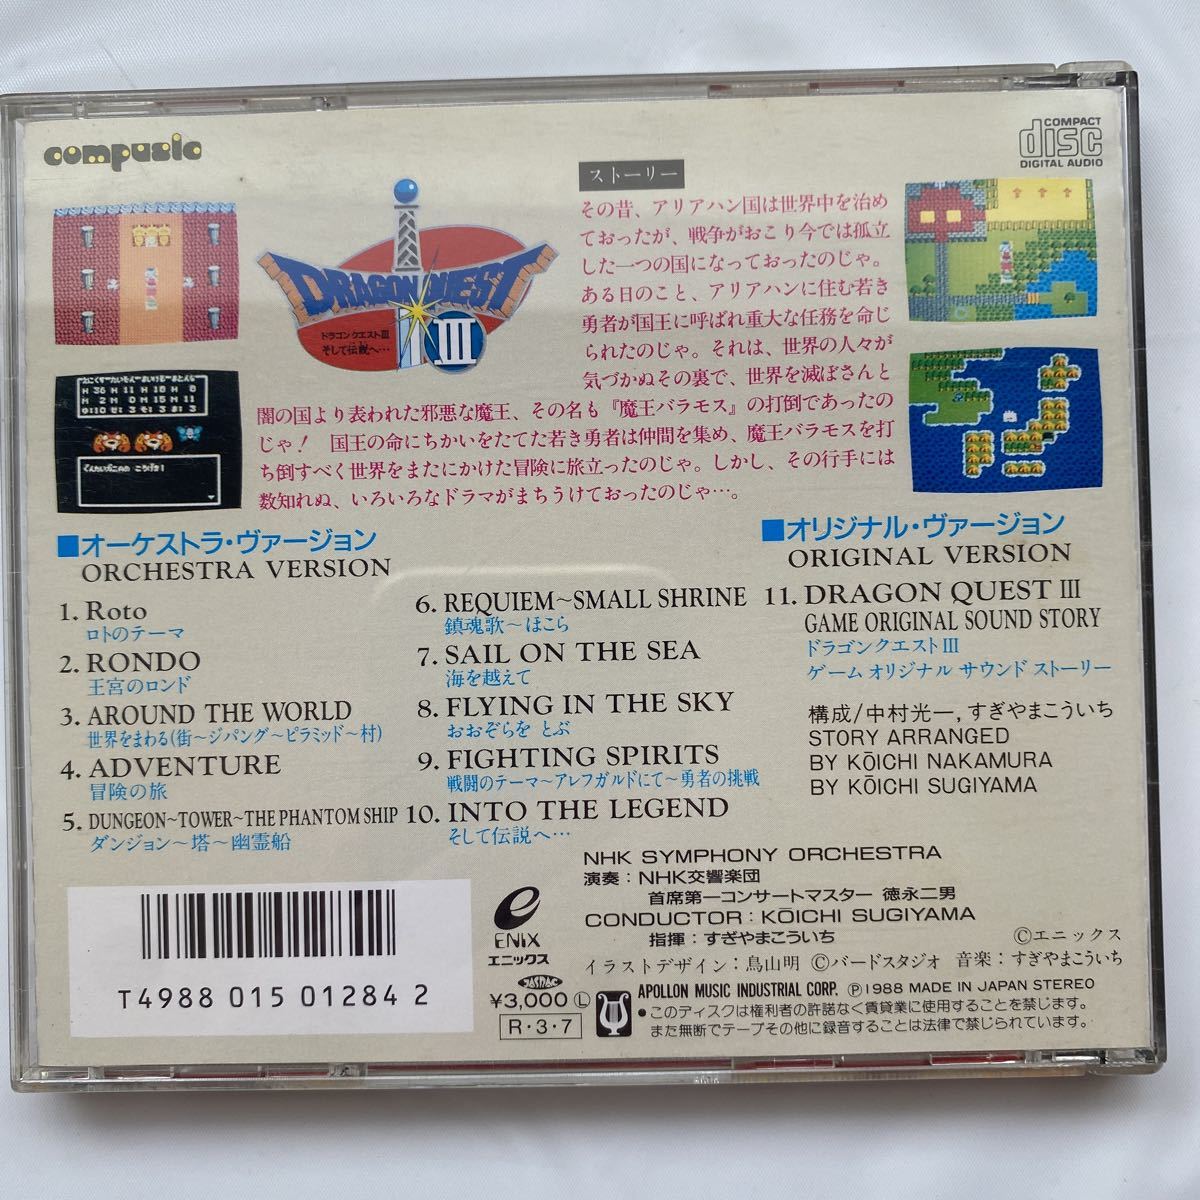 compusic
COMPACT
disc
DIGITAL AUDIO
ストーリー
DRAGON QUEST
ドラゴンクエストIII
そして伝説へ…
III
その昔、アリアハン国は世界中を治め
ておったが、戦争がおこり今では孤立
した一つの国になっておったのじゃ。
ある日のこと、アリアハンに住む若き
勇者が国王に呼ばれ重大な任務を命じ
られたのじゃ。それは、世界の人々が
気づかぬその裏で、世界を滅ぼさんと
闇の国より表われた邪悪な魔王、その名も『魔王バラモス』の打倒であったの
じゃ! 国王の命にちかいをたてた若き勇者は仲間を集め、魔王バラモスを打
ち倒すべく世界をまたにかけた冒険に旅立ったのじゃ。しかし、その行手には
数知れぬ、いろいろなドラマがまちうけておったのじゃ…。
H 36 H 11 H 18 H 8
M 2 M 0 M 15 M 11
■オーケストラ・ヴァージョン
ORCHESTRA VERSION
1. Roto
ロトのテーマ
2. RONDO
王宮のロンド
3. AROUND THE WORLD
世界をまわる(街〜ジパング〜ピラミッド〜村)
4. ADVENTURE
冒険の旅
5. DUNGEON~TOWER~THE PHANTOM SHIP
ダンジョン〜塔〜幽霊船
6. REQUIEM~SMALL SHRINE
鎮魂歌〜ほこら
7. SAIL ON THE SEA
海を越えて
8. FLYING IN THE SKY
おおぞらを とぶ
9. FIGHTING SPIRITS
戦闘のテーマ〜アレフガルドにて〜勇者の挑戦
10. INTO THE LEGEND
そして伝説へ…
■オリジナル・ヴァージョン
ORIGINAL VERSION
11. DRAGON QUEST III
GAME ORIGINAL SOUND STORY
ドラゴンクエストIII
ゲーム オリジナル サウンド ストーリー
構成/中村光一, すぎやまこういち
STORY ARRANGED
BY KŌICHI NAKAMURA
BY KŌICHI SUGIYAMA
NHK SYMPHONY ORCHESTRA
演奏:NHK交響楽団
首席第一コンサートマスター 徳永二男
CONDUCTOR:KŌICHI SUGIYAMA
指揮:すぎやまこういち
©エニックス
イラストデザイン:鳥山明 ©バードスタジオ 音楽:すぎやまこういち
ENIX
エニックス
JASRAC
¥3,000 Ⓛ
R・3・7
APOLLON MUSIC INDUSTRIAL CORP. ℗1988 MADE IN JAPAN STEREO
●このディスクは権利者の許諾なく賃貸業に使用することを禁じます。
また無断でテープその他に録音することは法律で禁じられています。
T4988 015 01284 2